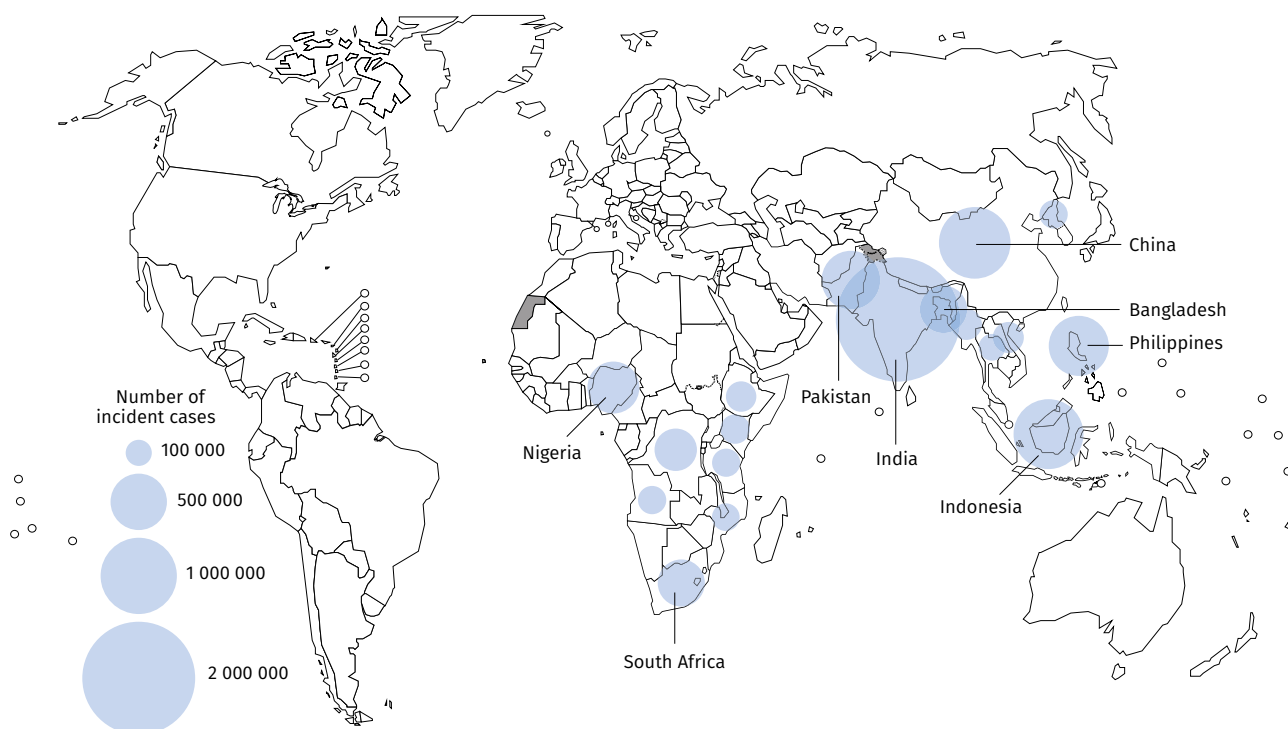 China
Bangladesh
Philippines
Pakistan
Number of
incident cases
100 000
Nigeria
India
500 000
Indonesia
1 000 000
South Africa
2 000 000